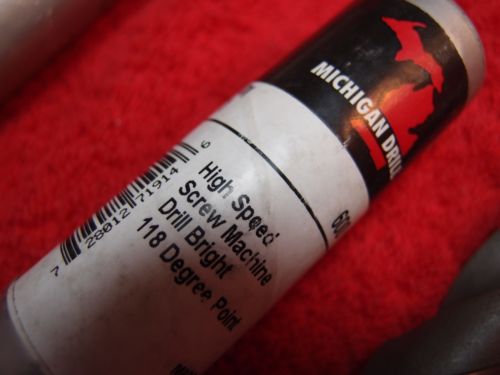 MICHIGAN DRILL
High Speed
Screw Machine
Drill Bright
118 Degree Point
7 28012 71914 6